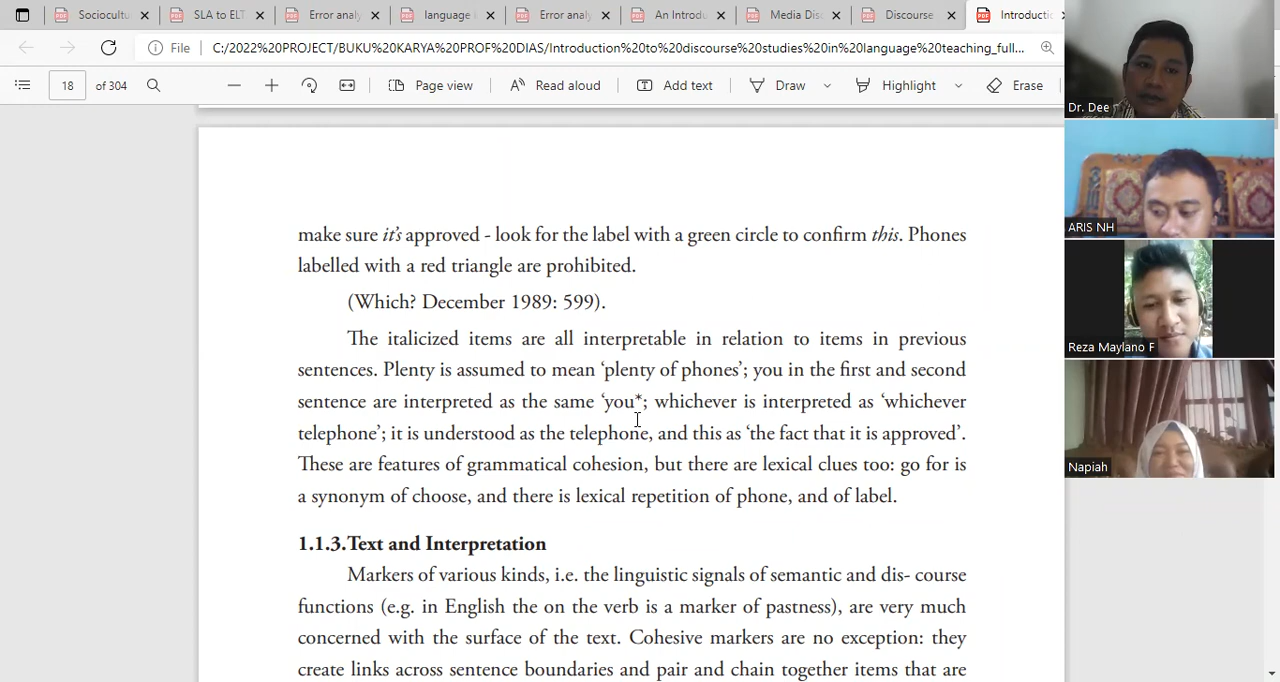 Sociocultu
SLA to ELT
Error analy
language
Error analy
An Introdu
Media Dis
Discourse
Introductio
File
C:/2022%20PROJECT/BUKU%20KARYA%20PROF%20DIAS/Introduction%20to%20discourse%20studies%20in%20language%20teaching_full...
18 of 304
Page view
Read aloud
Add text
Draw
Highlight
Erase
make sure it's approved - look for the label with a green circle to confirm this. Phones
labelled with a red triangle are prohibited.
(Which? December 1989: 599).
The italicized items are all interpretable in relation to items in previous
sentences. Plenty is assumed to mean ‘plenty of phones’; you in the first and second
sentence are interpreted as the same ‘you*; whichever is interpreted as ‘whichever
telephone’; it is understood as the telephone, and this as ‘the fact that it is approved’.
These are features of grammatical cohesion, but there are lexical clues too: go for is
a synonym of choose, and there is lexical repetition of phone, and of label.
1.1.3.Text and Interpretation
Markers of various kinds, i.e. the linguistic signals of semantic and dis- course
functions (e.g. in English the on the verb is a marker of pastness), are very much
concerned with the surface of the text. Cohesive markers are no exception: they
create links across sentence boundaries and pair and chain together items that are
Dr. Dee
ARIS NH
Reza Maylano F
Napiah